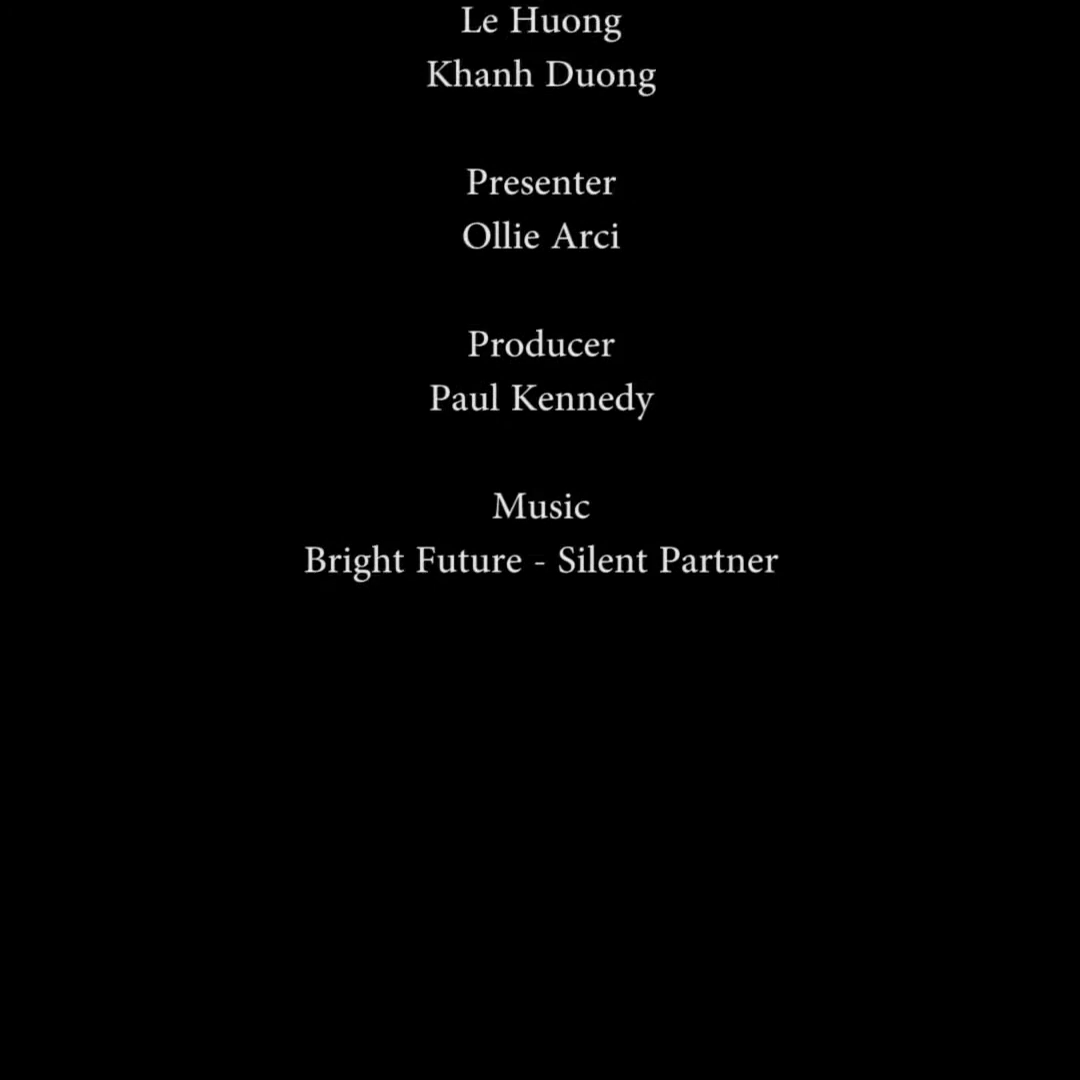 Le Huong
Khanh Duong
Presenter
Ollie Arci
Producer
Paul Kennedy
Music
Bright Future - Silent Partner